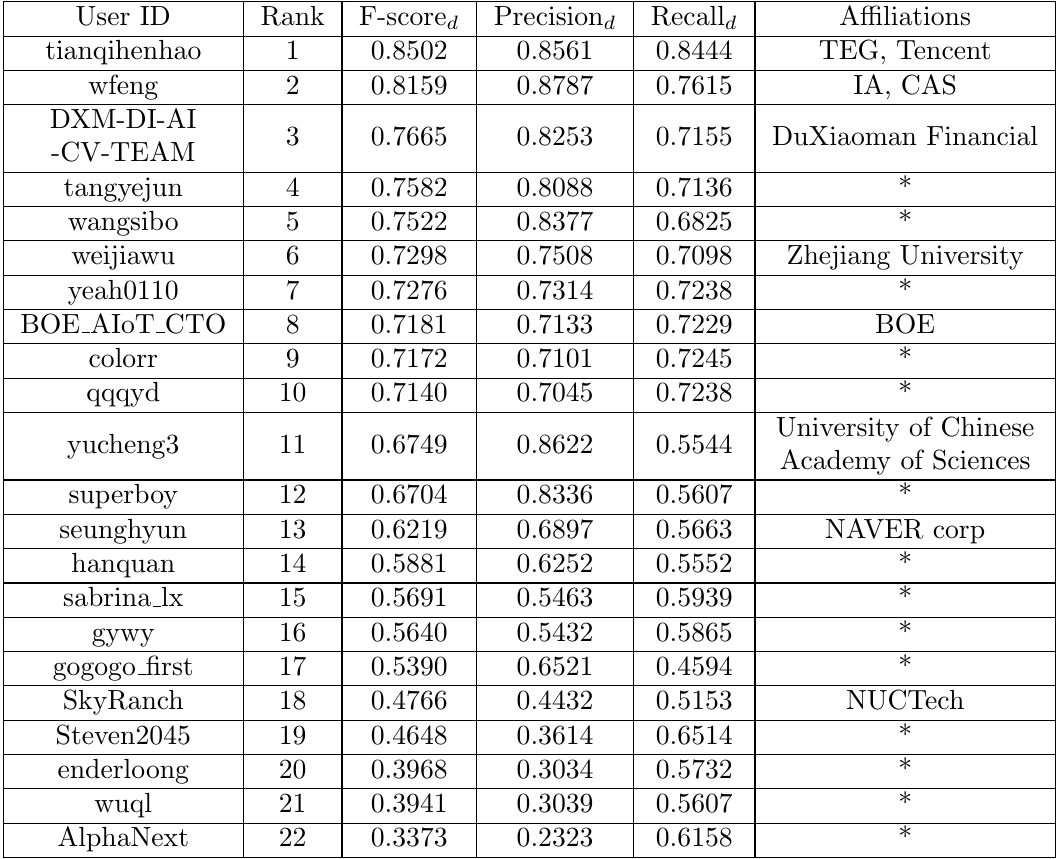 User ID Rank F-score_d Precision_d Recall_d Affiliations
tianqihenhao 1 0.8502 0.8561 0.8444 TEG, Tencent
wfeng 2 0.8159 0.8787 0.7615 IA, CAS
DXM-DI-AI
-CV-TEAM 3 0.7665 0.8253 0.7155 DuXiaoman Financial
tangyejun 4 0.7582 0.8088 0.7136 *
wangsibo 5 0.7522 0.8377 0.6825 *
weijiawu 6 0.7298 0.7508 0.7098 Zhejiang University
yeah0110 7 0.7276 0.7314 0.7238 *
BOE_AIoT_CTO 8 0.7181 0.7133 0.7229 BOE
colorr 9 0.7172 0.7101 0.7245 *
qqqyd 10 0.7140 0.7045 0.7238 *
yucheng3 11 0.6749 0.8622 0.5544 University of Chinese
Academy of Sciences
superboy 12 0.6704 0.8336 0.5607 *
seunghyun 13 0.6219 0.6897 0.5663 NAVER corp
hanquan 14 0.5881 0.6252 0.5552 *
sabrina_lx 15 0.5691 0.5463 0.5939 *
gywy 16 0.5640 0.5432 0.5865 *
gogogo_first 17 0.5390 0.6521 0.4594 *
SkyRanch 18 0.4766 0.4432 0.5153 NUCTech
Steven2045 19 0.4648 0.3614 0.6514 *
enderloong 20 0.3968 0.3034 0.5732 *
wuql 21 0.3941 0.3039 0.5607 *
AlphaNext 22 0.3373 0.2323 0.6158 *